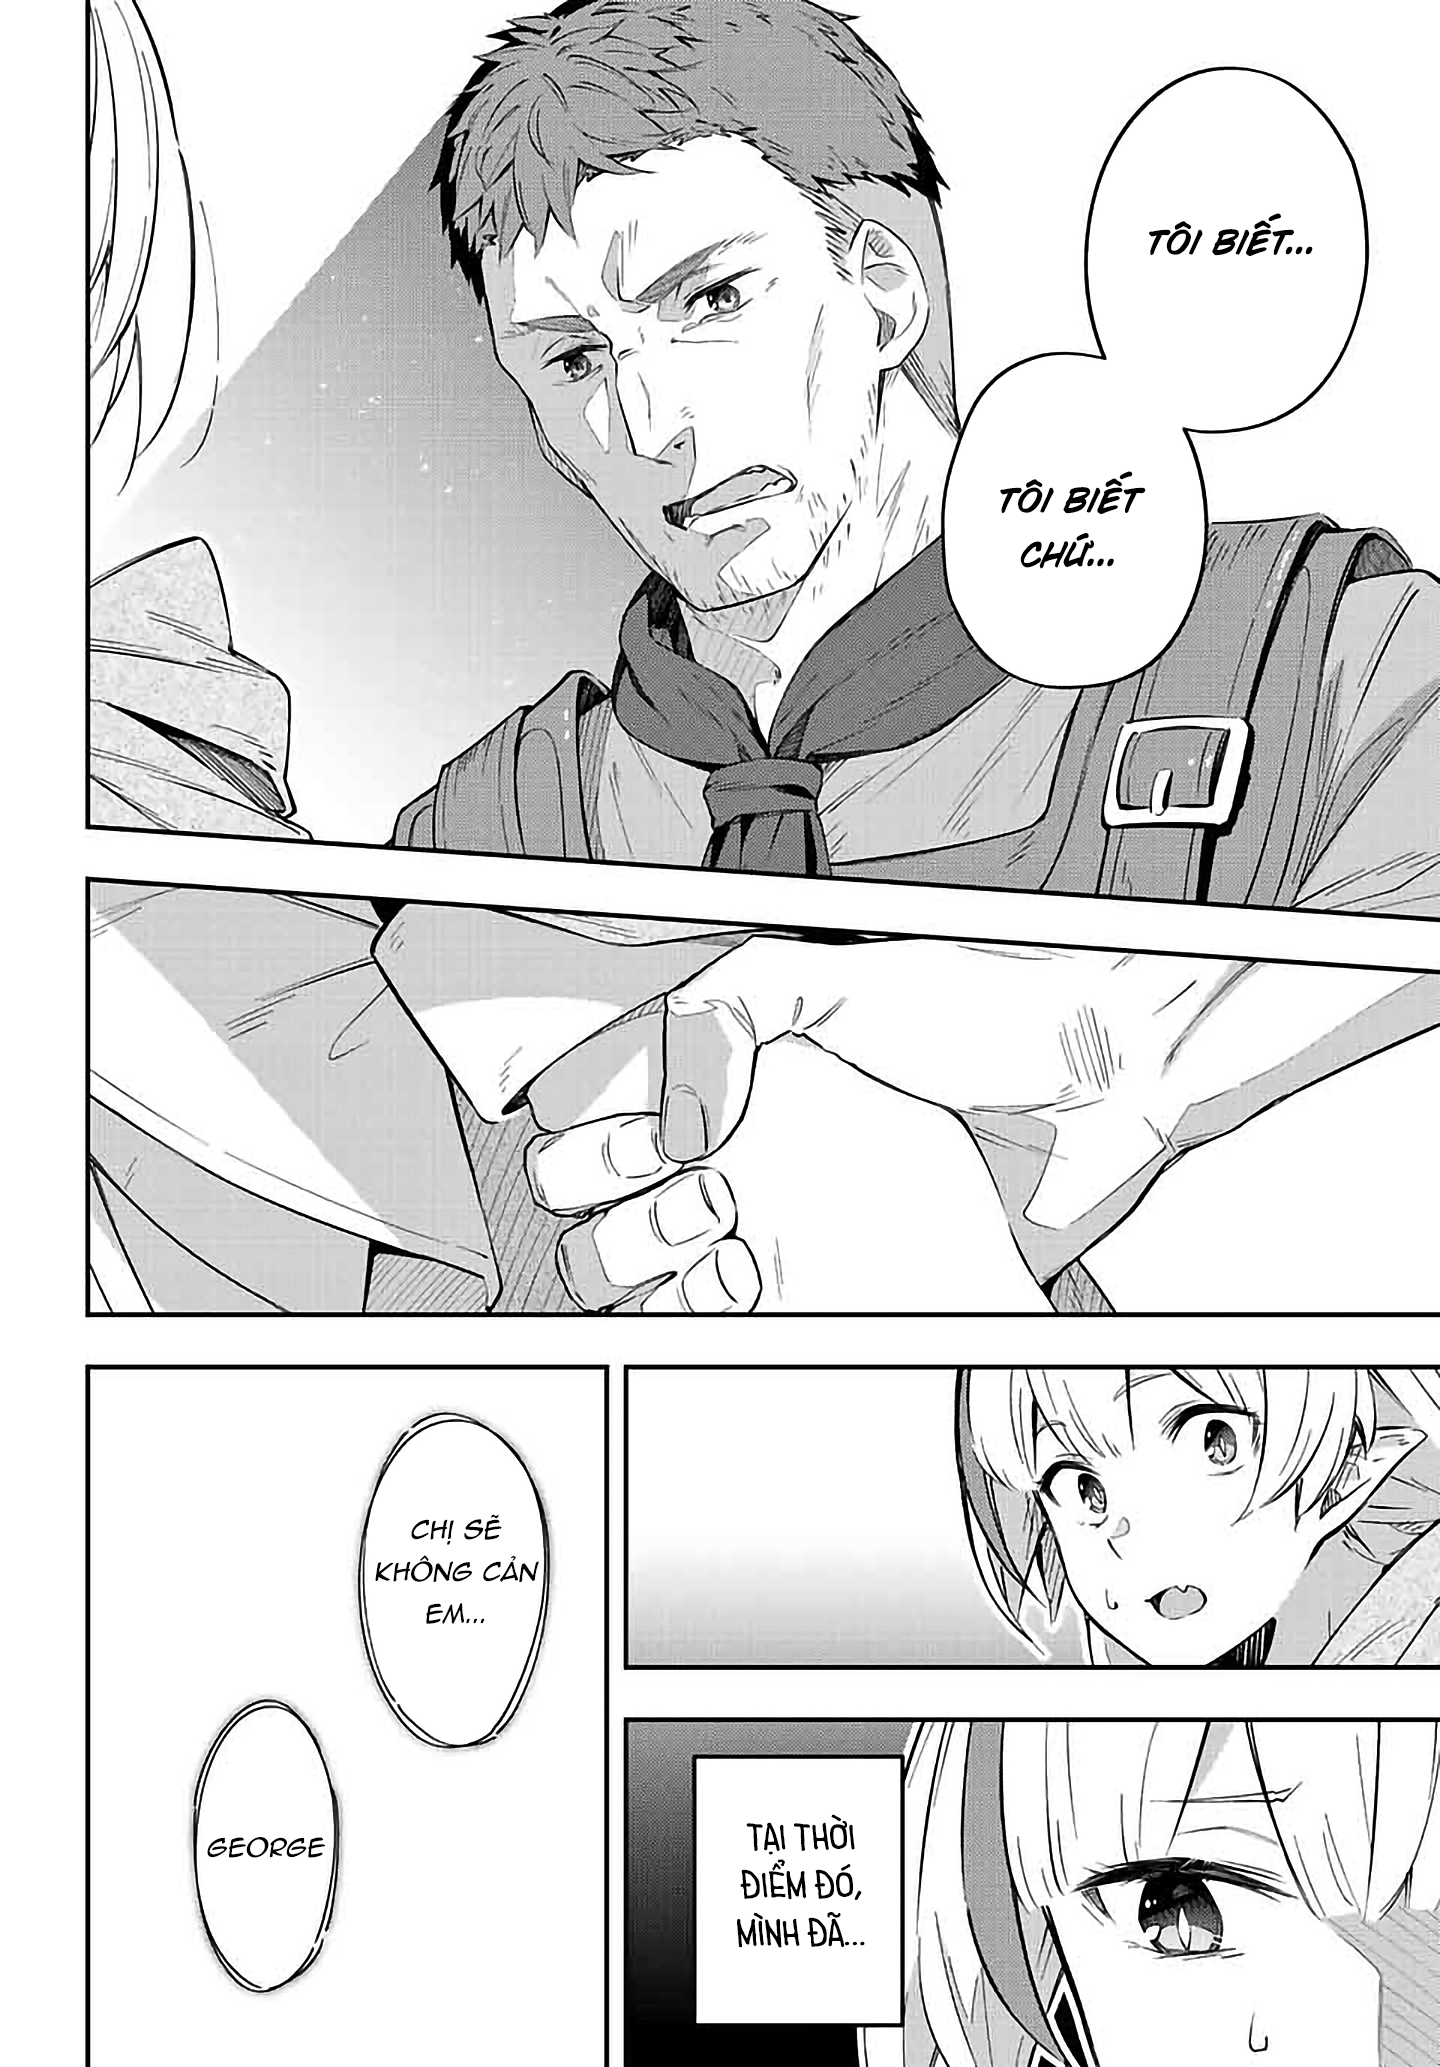 TÔI BIẾT...
TÔI BIẾT
CHỨ...
TẠI THỜI
ĐIỂM ĐÓ,
MÌNH ĐÃ...
CHỊ SẼ
KHÔNG CẢN
EM...
GEORGE